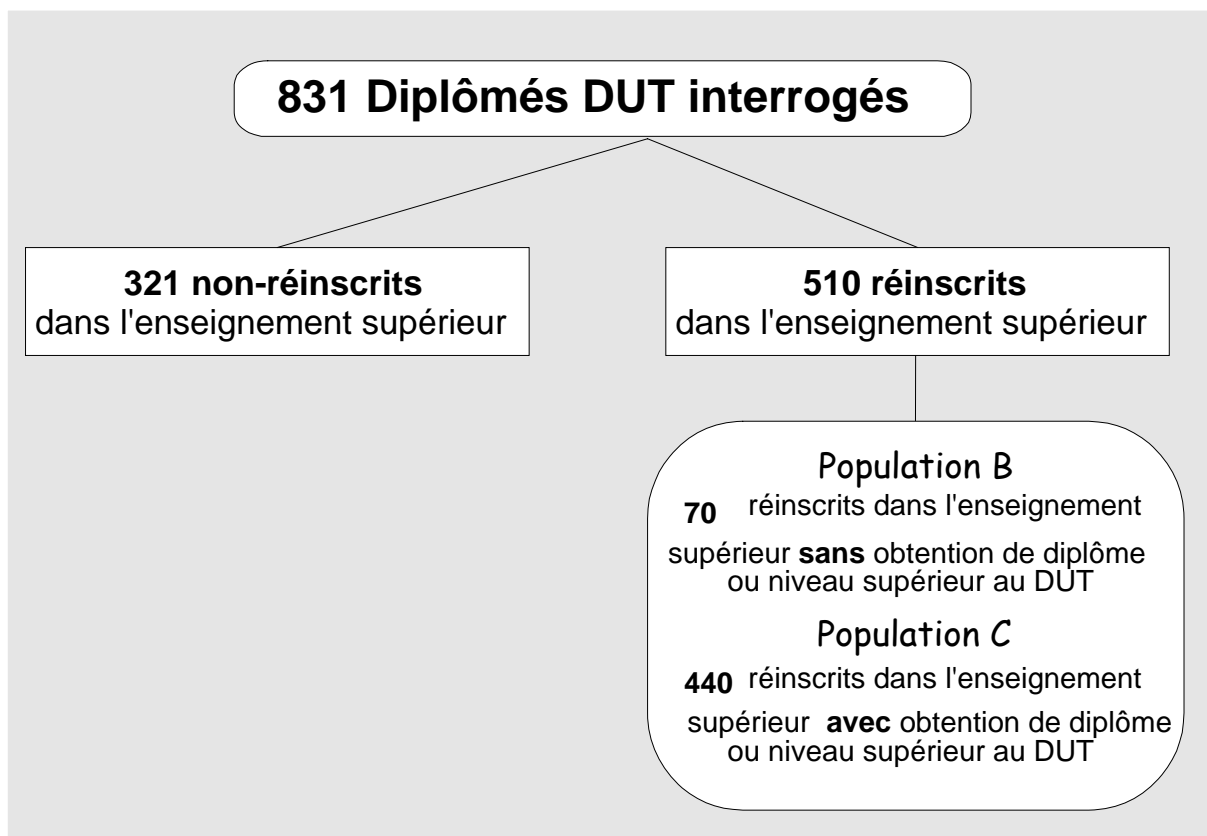 831 Diplômés DUT interrogés
321 non-réinscrits
dans l'enseignement supérieur
510 réinscrits
dans l'enseignement supérieur
Population B
70 réinscrits dans l'enseignement
supérieur sans obtention de diplôme
ou niveau supérieur au DUT
Population C
440 réinscrits dans l'enseignement
supérieur avec obtention de diplôme
ou niveau supérieur au DUT